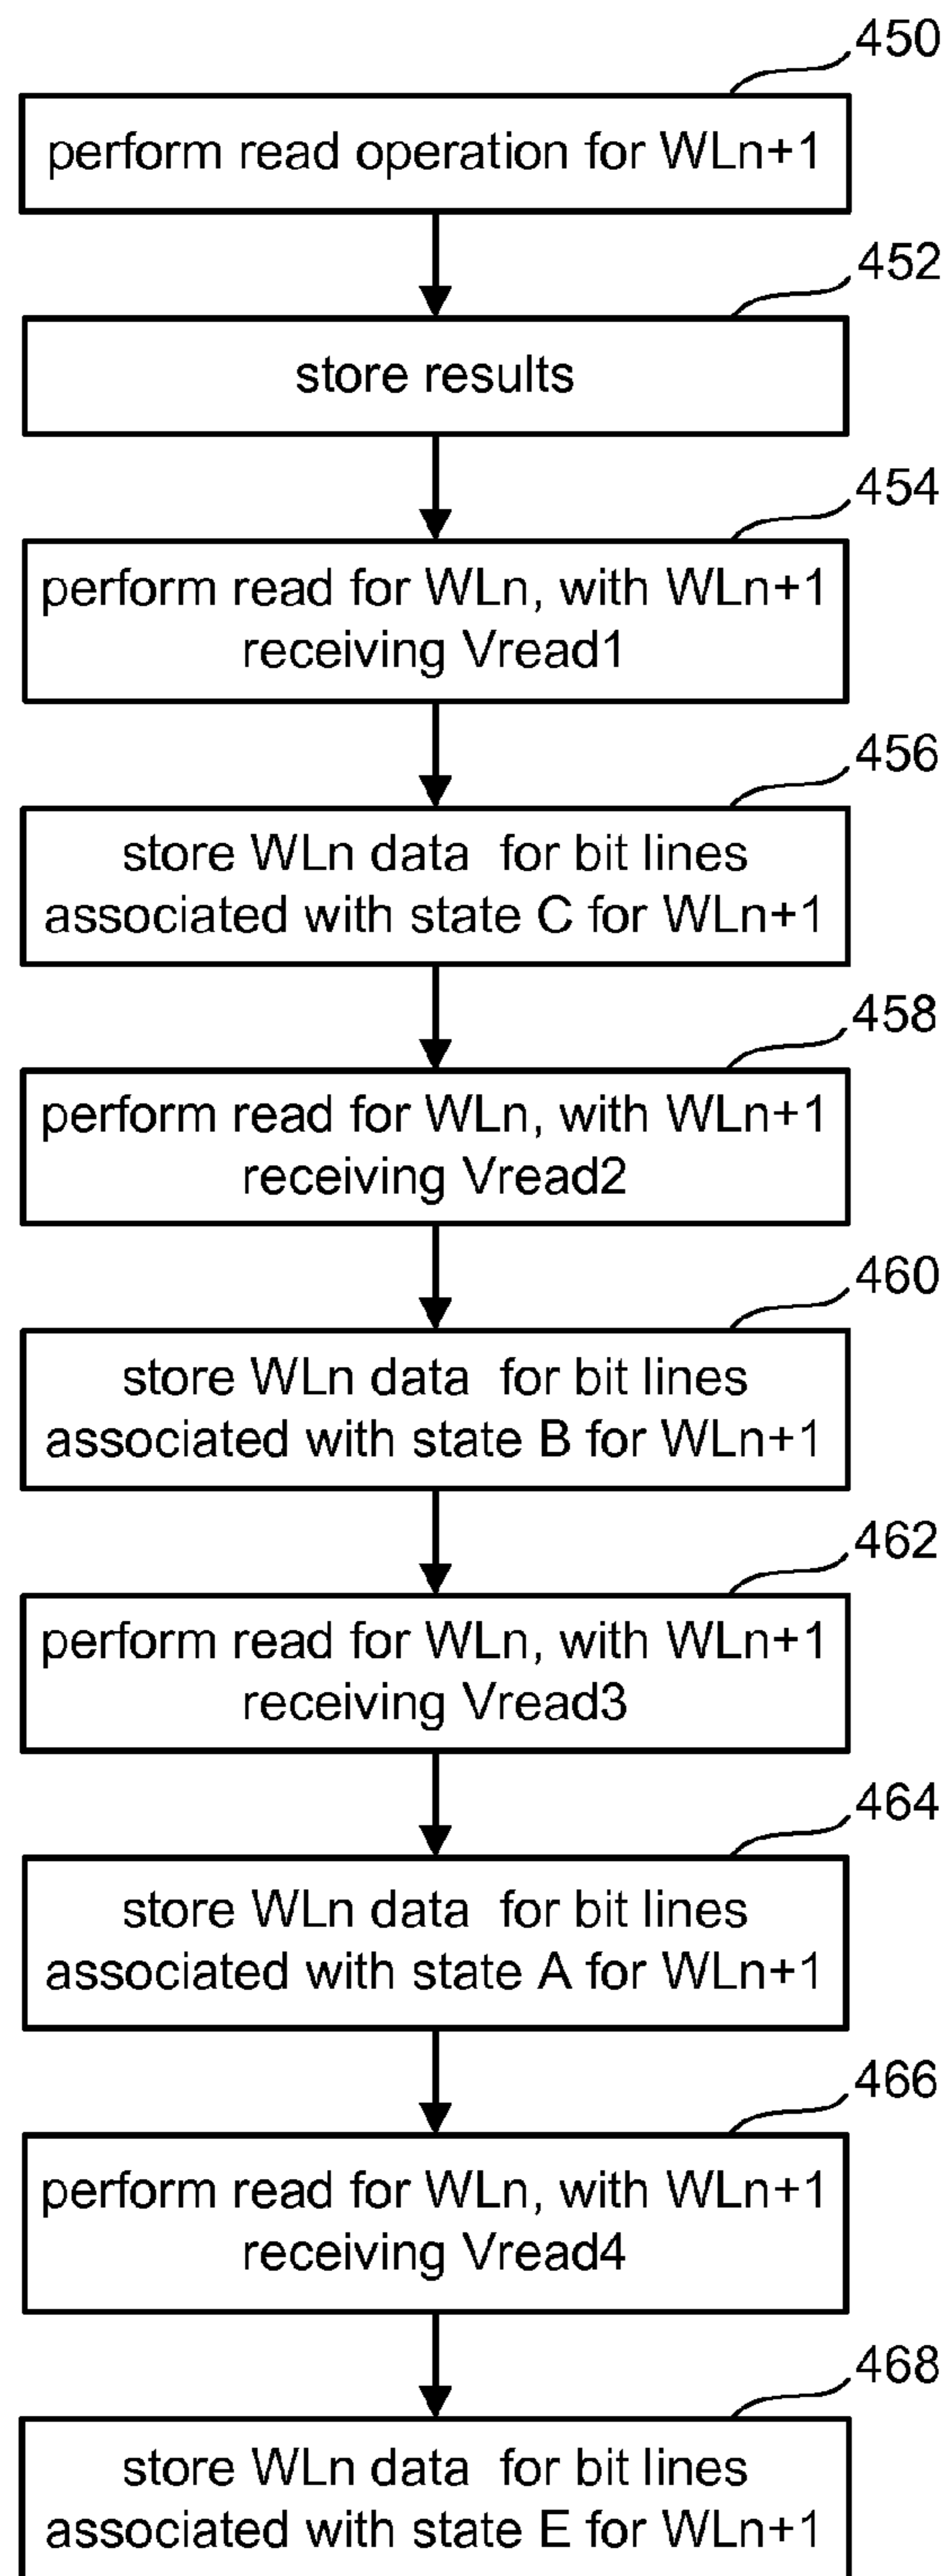 450
perform read operation for WLn+1
452
store results
454
perform read for WLn, with WLn+1
receiving Vread1
456
store WLn data for bit lines
associated with state C for WLn+1
458
perform read for WLn, with WLn+1
receiving Vread2
460
store WLn data for bit lines
associated with state B for WLn+1
462
perform read for WLn, with WLn+1
receiving Vread3
464
store WLn data for bit lines
associated with state A for WLn+1
466
perform read for WLn, with WLn+1
receiving Vread4
468
store WLn data for bit lines
associated with state E for WLn+1